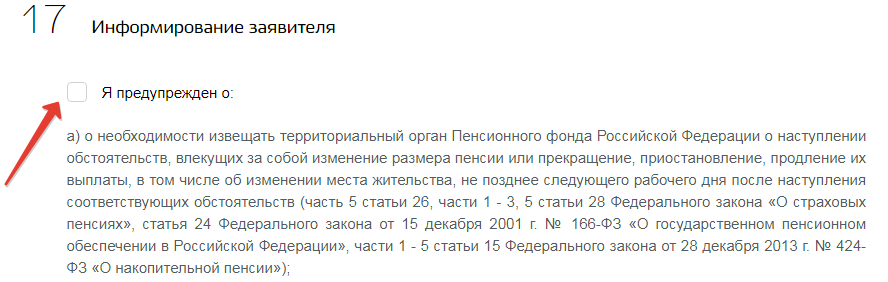 17 Информирование заявителя
Я предупрежден о:
а) о необходимости извещать территориальный орган Пенсионного фонда Российской Федерации о наступлении
обстоятельств, влекущих за собой изменение размера пенсии или прекращение, приостановление, продление их
выплаты, в том числе об изменении места жительства, не позднее следующего рабочего дня после наступления
соответствующих обстоятельств (часть 5 статьи 26, части 1 - 3, 5 статьи 28 Федерального закона «О страховых
пенсиях», статья 24 Федерального закона от 15 декабря 2001 г. № 166-ФЗ «О государственном пенсионном
обеспечении в Российской Федерации», части 1 - 5 статьи 15 Федерального закона от 28 декабря 2013 г. № 424-
ФЗ «О накопительной пенсии»);